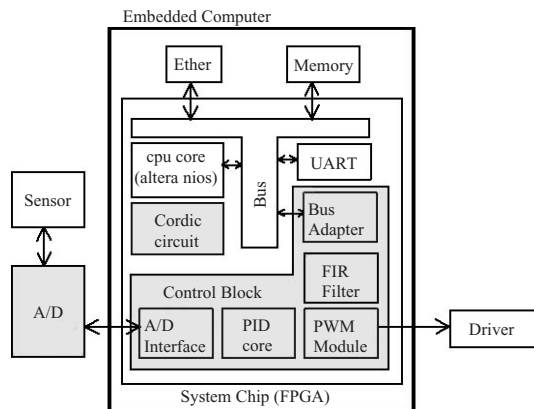 Embedded Computer
Ether
Memory
cpu core
(altera nios)
Bus
UART
Sensor
Cordic
circuit
Bus
Adapter
FIR
Filter
A/D
Control Block
A/D
Interface
PID
core
PWM
Module
Driver
System Chip (FPGA)